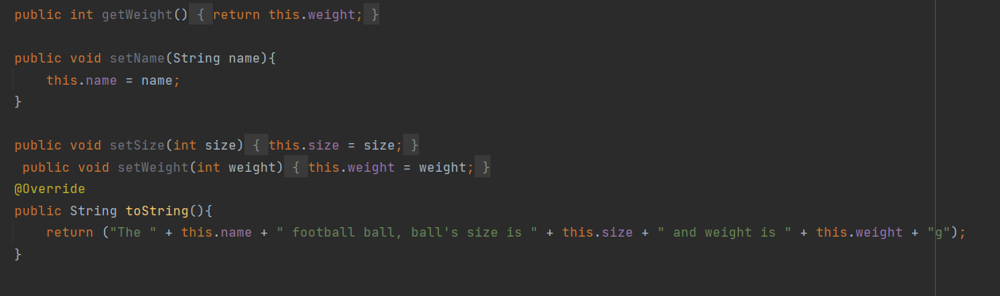 public int getWeight() { return this.weight; }
public void setName(String name){
this.name = name;
}
public void setSize(int size) { this.size = size; }
public void setWeight(int weight) { this.weight = weight; }
@Override
public String toString(){
return ("The " + this.name + " football ball, ball's size is " + this.size + " and weight is " + this.weight + "g");
}